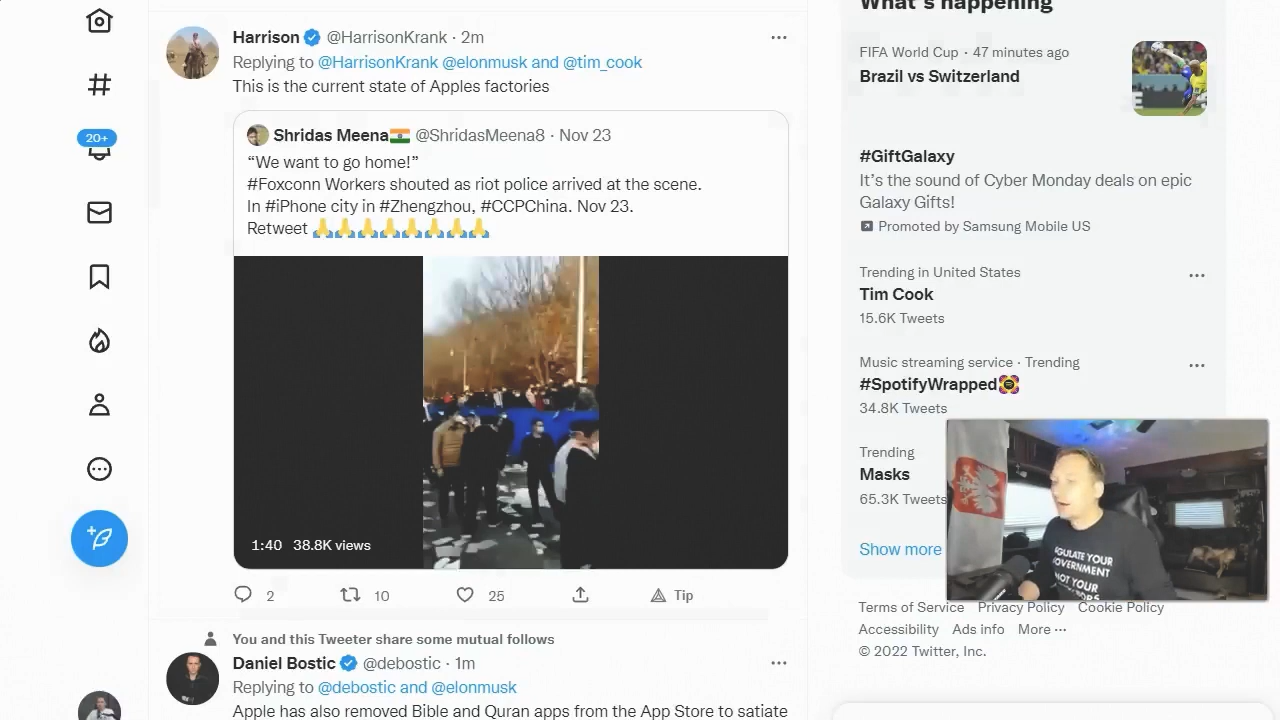 Harrison @HarrisonKrank · 2m
Replying to @HarrisonKrank @elonmusk and @tim_cook
This is the current state of Apples factories
Shridas Meena🇮🇳 @ShridasMeena8 · Nov 23
“We want to go home!”
#Foxconn Workers shouted as riot police arrived at the scene.
In #iPhone city in #Zhengzhou, #CCPChina. Nov 23.
Retweet 🙏🙏🙏🙏🙏🙏🙏🙏
1:40 38.8K views
2 10 25 Tip
You and this Tweeter share some mutual follows
Daniel Bostic @debostic · 1m
Replying to @debostic and @elonmusk
Apple has also removed Bible and Quran apps from the App Store to satiate
20+
What's happening
FIFA World Cup · 47 minutes ago
Brazil vs Switzerland
#GiftGalaxy
It's the sound of Cyber Monday deals on epic
Galaxy Gifts!
Promoted by Samsung Mobile US
Trending in United States
Tim Cook
15.6K Tweets
Music streaming service · Trending
#SpotifyWrapped
34.8K Tweets
Trending
Masks
65.3K Tweets
Show more
Terms of Service Privacy Policy Cookie Policy
Accessibility Ads info More ···
© 2022 Twitter, Inc.
YOUR
NOT YOUR